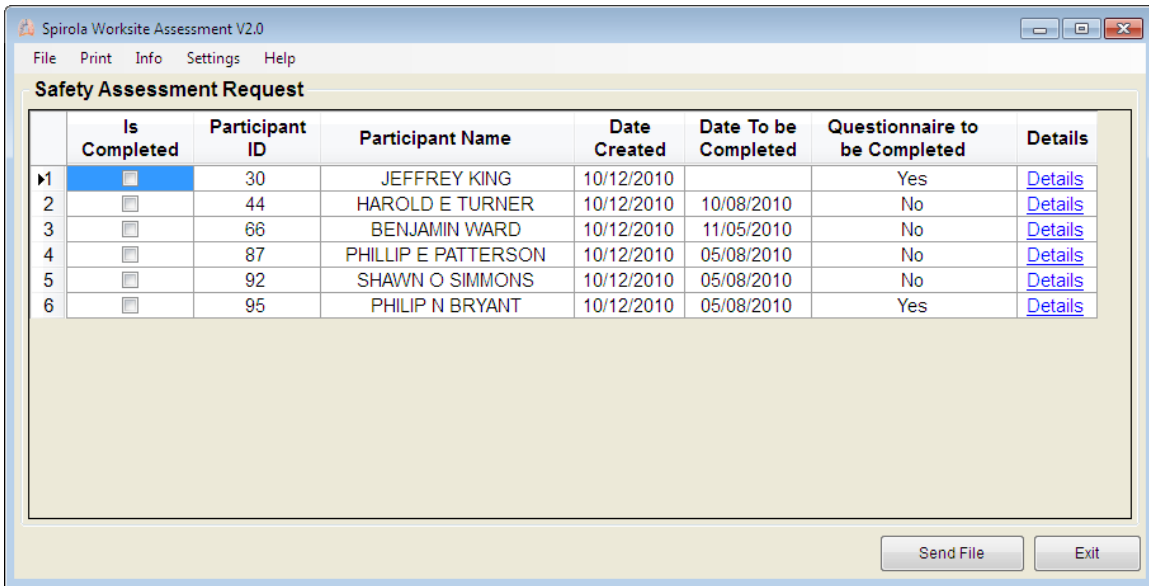 Spirola Worksite Assessment V2.0
File Print Info Settings Help
Safety Assessment Request
Is Completed Participant ID Participant Name Date Created Date To be Completed Questionnaire to be Completed Details
1 30 JEFFREY KING 10/12/2010 Yes Details
2 44 HAROLD E TURNER 10/12/2010 10/08/2010 No Details
3 66 BENJAMIN WARD 10/12/2010 11/05/2010 No Details
4 87 PHILLIP E PATTERSON 10/12/2010 05/08/2010 No Details
5 92 SHAWN O SIMMONS 10/12/2010 05/08/2010 No Details
6 95 PHILIP N BRYANT 10/12/2010 05/08/2010 Yes Details
Send File Exit